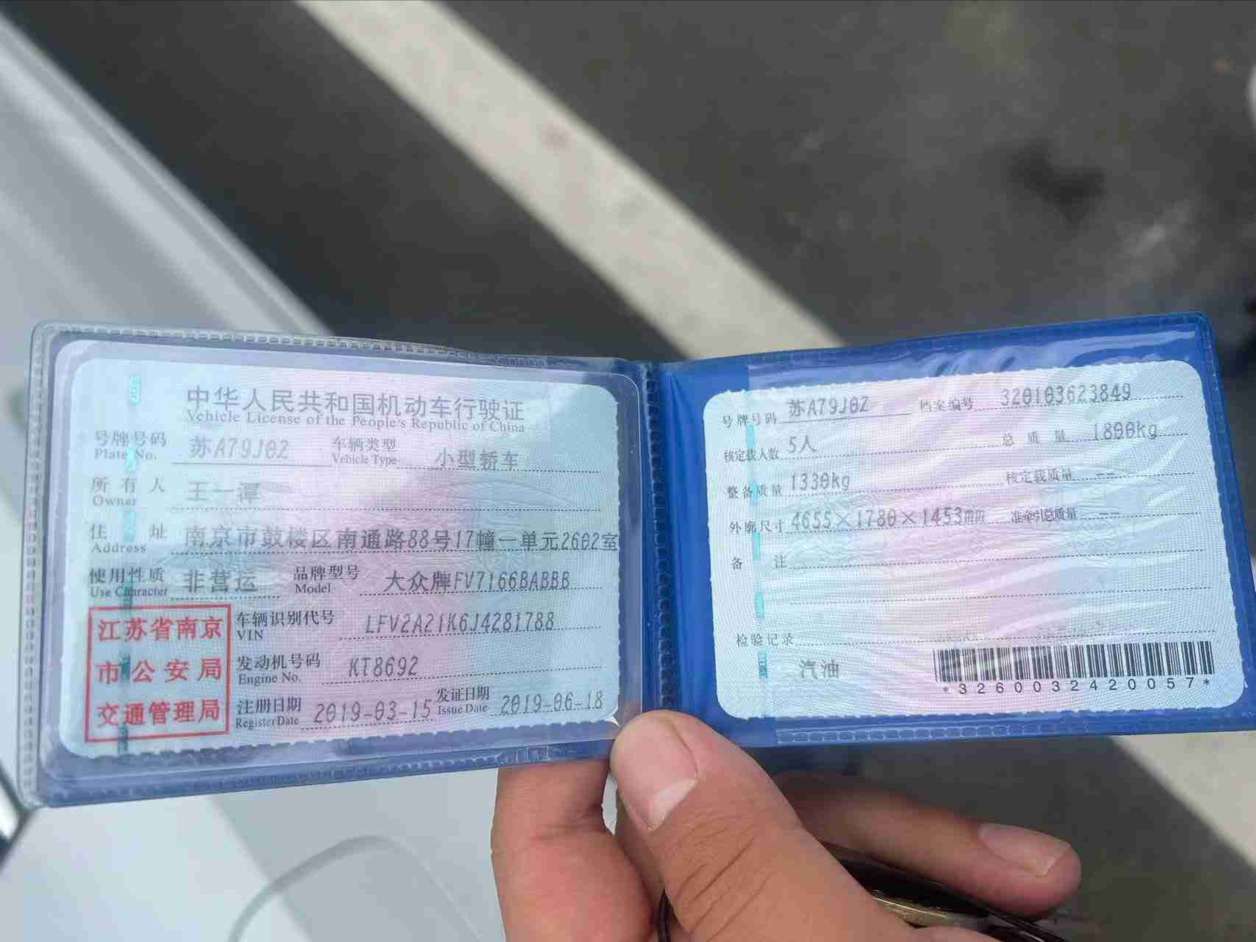 中华人民共和国机动车行驶证
Vehicle License of the People's Republic of China
号牌号码 苏A79J0Z 车辆类型 小型轿车
Plate No. Vehicle Type
所有人 王一潭
Owner
住址 南京市鼓楼区南通路88号17幢一单元2602室
Address
使用性质 非营运 品牌型号 大众牌FV7166BABBB
Use Character Model
江苏省南京
市公安局
交通管理局
车辆识别代号 LFV2A21K6J4281788
VIN
发动机号码 KT8692
Engine No.
注册日期 2019-03-15 发证日期 2019-06-18
Register Date Issue Date
号牌号码 苏A79J0Z 档案编号 320103623849
核定载人数 5人 总质量 1800kg
整备质量 1330kg 核定载质量 --
外廓尺寸 4655×1780×1453mm 准牵引总质量 --
备注
检验记录
汽油
*3260032420057*